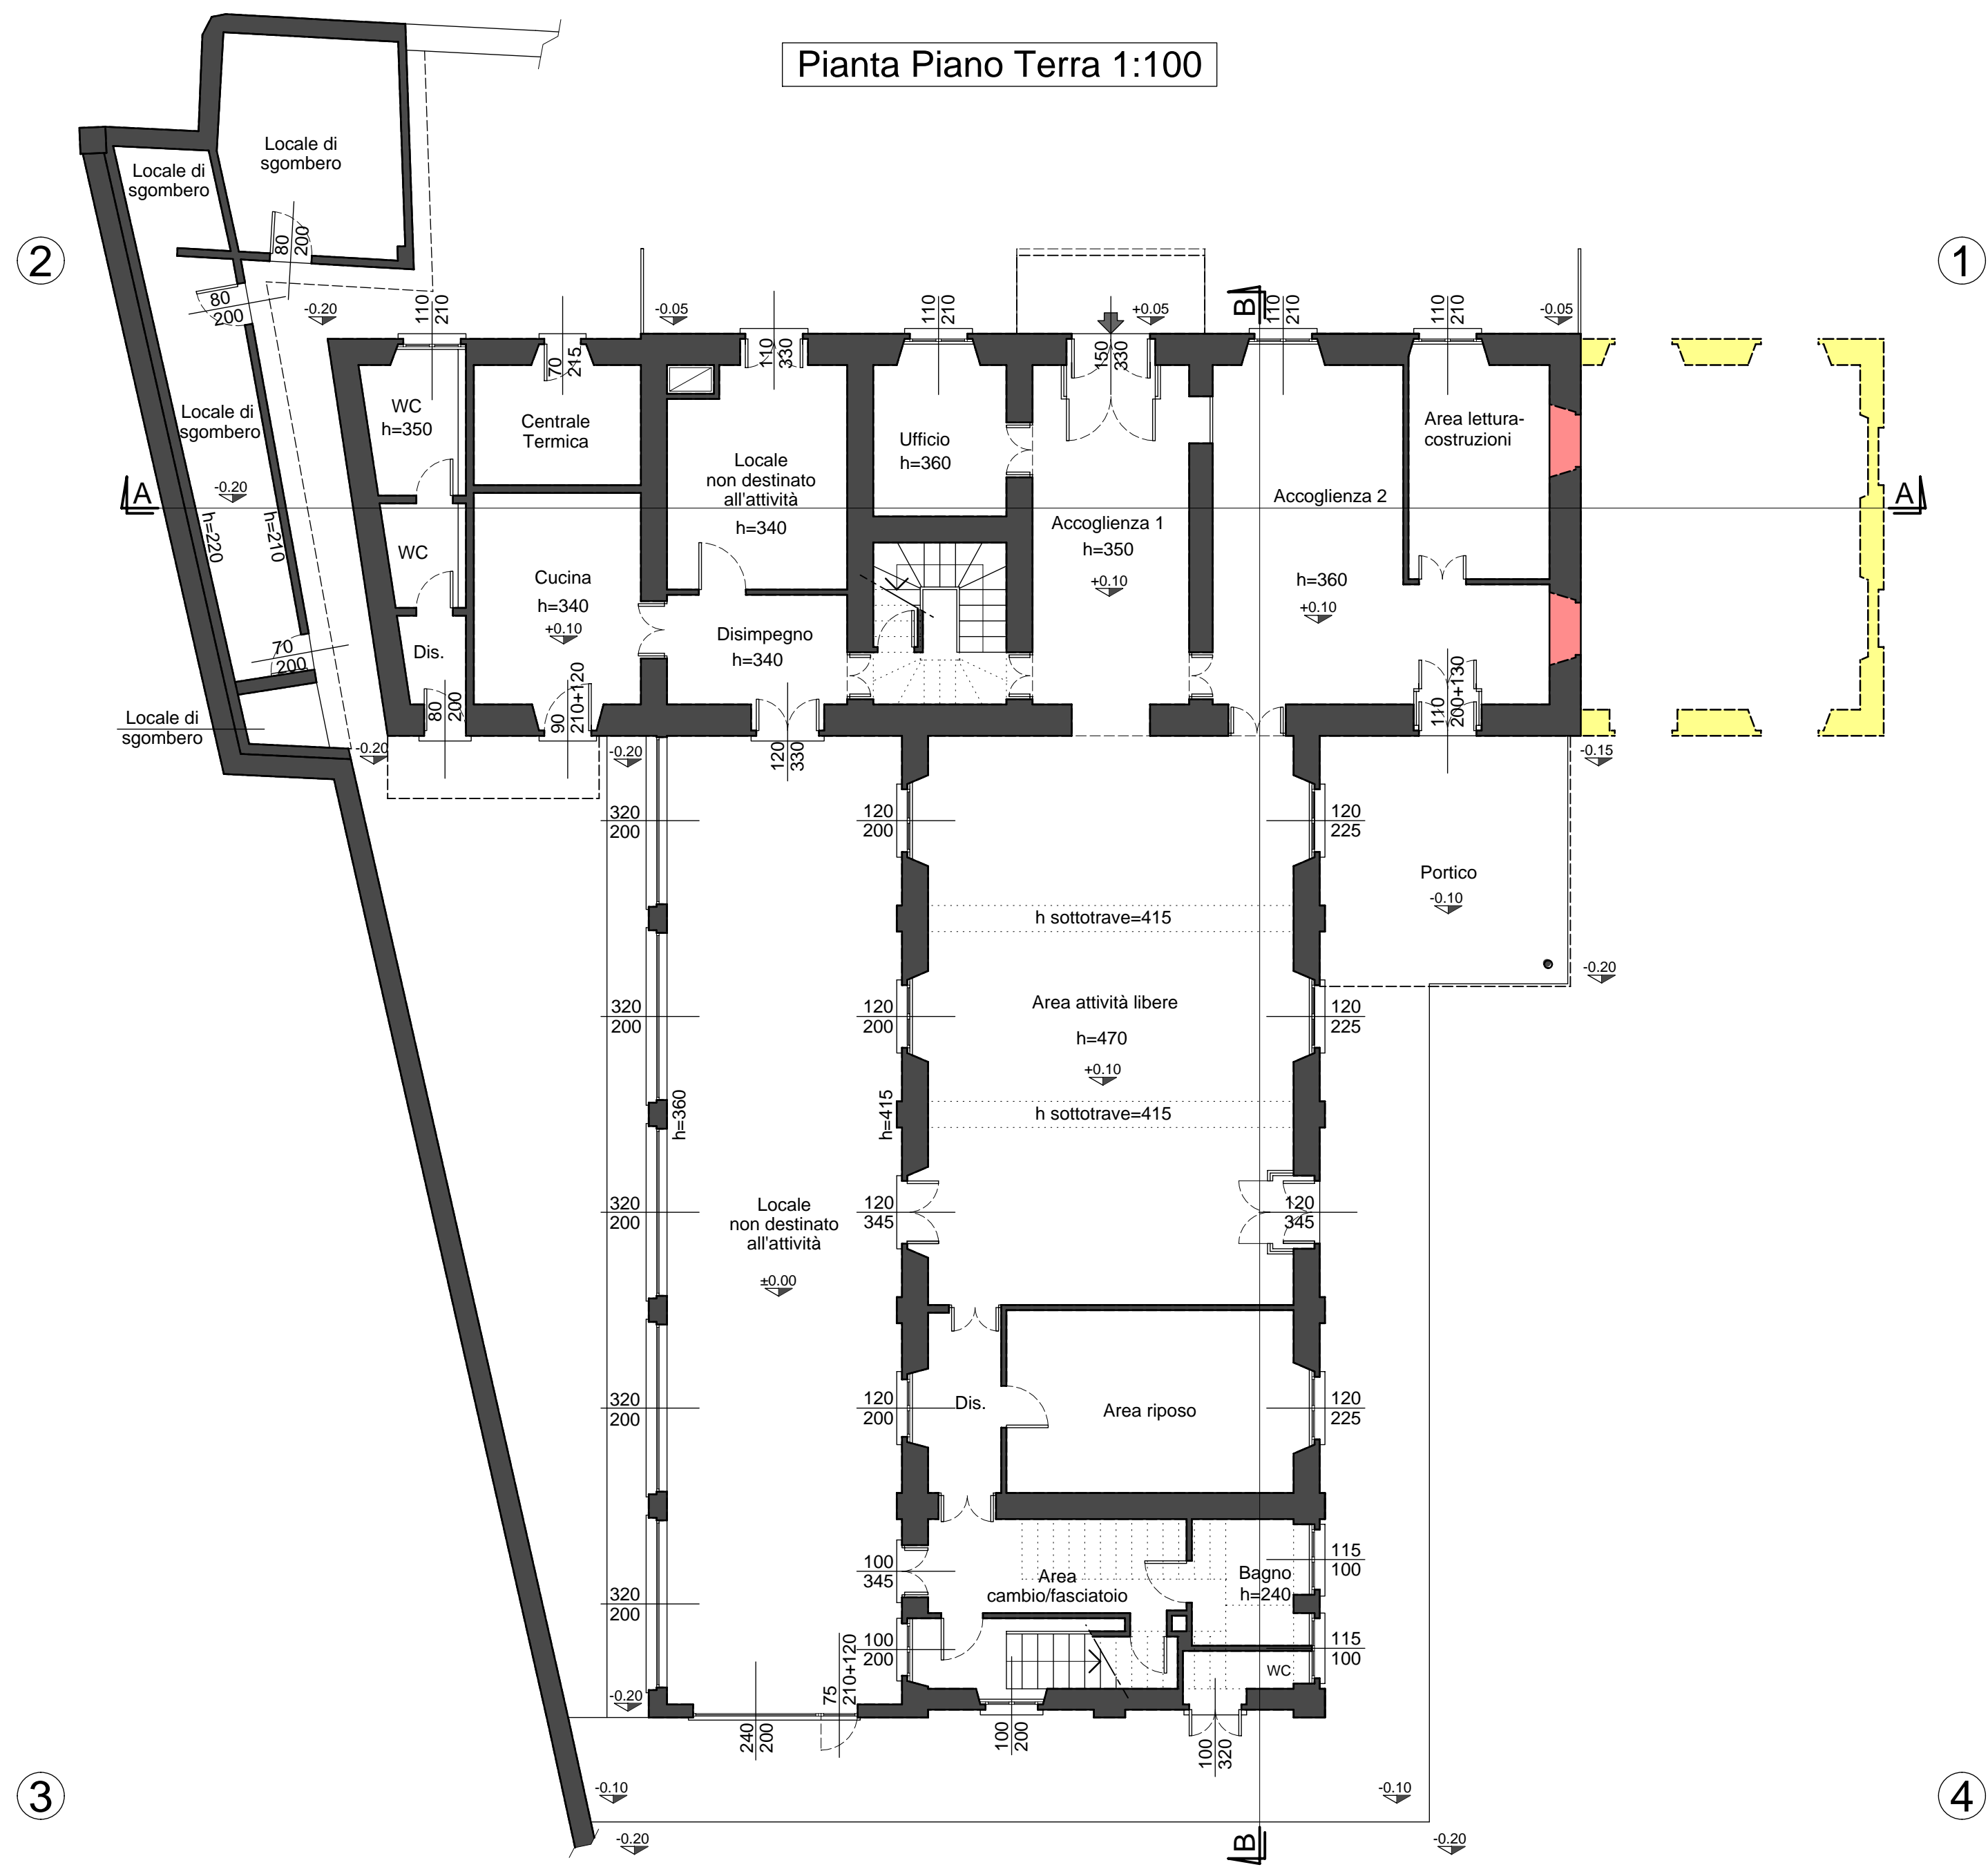 Pianta Piano Terra 1:100
Locale di
sgombero
Locale di
sgombero
80
200
2
1
80
200
-0.20
110
210
-0.05
110
210
+0.05
B
110
210
110
210
-0.05
70
215
110
330
150
330
WC
h=350
Centrale
Termica
Locale di
sgombero
Ufficio
h=360
Area lettura-
costruzioni
Locale
non destinato
all'attività
h=340
A
-0.20
Accoglienza 2
A
h=220
h=210
Accoglienza 1
h=350
+0.10
WC
Cucina
h=340
+0.10
h=360
+0.10
Disimpegno
h=340
Dis.
70
200
80
200
90
210+120
110
200+130
Locale di
sgombero
-0.20
-0.20
120
330
-0.15
320
200
120
200
120
225
Portico
-0.10
h sottotrave=415
-0.20
320
200
120
200
Area attività libere
h=470
+0.10
120
225
h=360
h=415
h sottotrave=415
320
200
Locale
non destinato
all'attività
±0.00
120
345
120
345
320
200
120
200
Dis.
Area riposo
120
225
100
345
Area
cambio/fasciatoio
Bagno
h=240
115
100
320
200
100
200
115
100
WC
75
210+120
-0.20
240
200
100
200
100
320
3
-0.10
-0.10
4
-0.20
B
-0.20